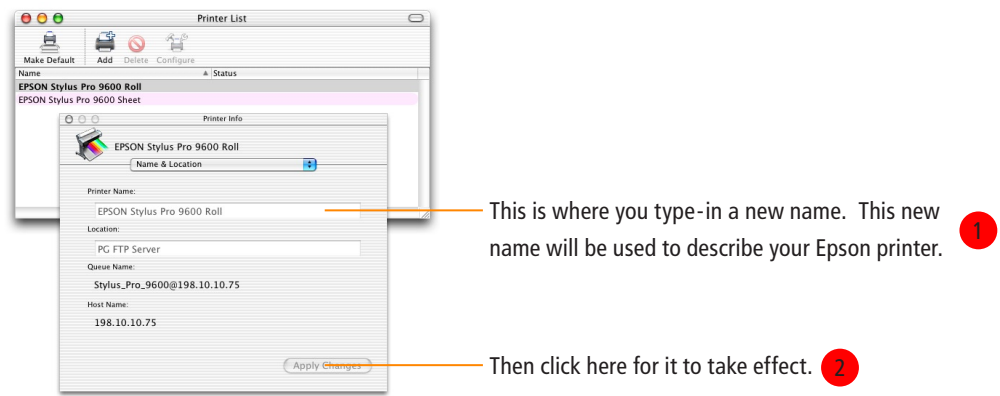 Printer List
Make Default Add Delete Configure
Name Status
EPSON Stylus Pro 9600 Roll
EPSON Stylus Pro 9600 Sheet
Printer Info
EPSON Stylus Pro 9600 Roll
Name & Location
Printer Name:
EPSON Stylus Pro 9600 Roll
Location:
PG FTP Server
Queue Name:
Stylus_Pro_9600@198.10.10.75
Host Name:
198.10.10.75
Apply Changes
This is where you type-in a new name. This new
name will be used to describe your Epson printer.
1
Then click here for it to take effect. 2